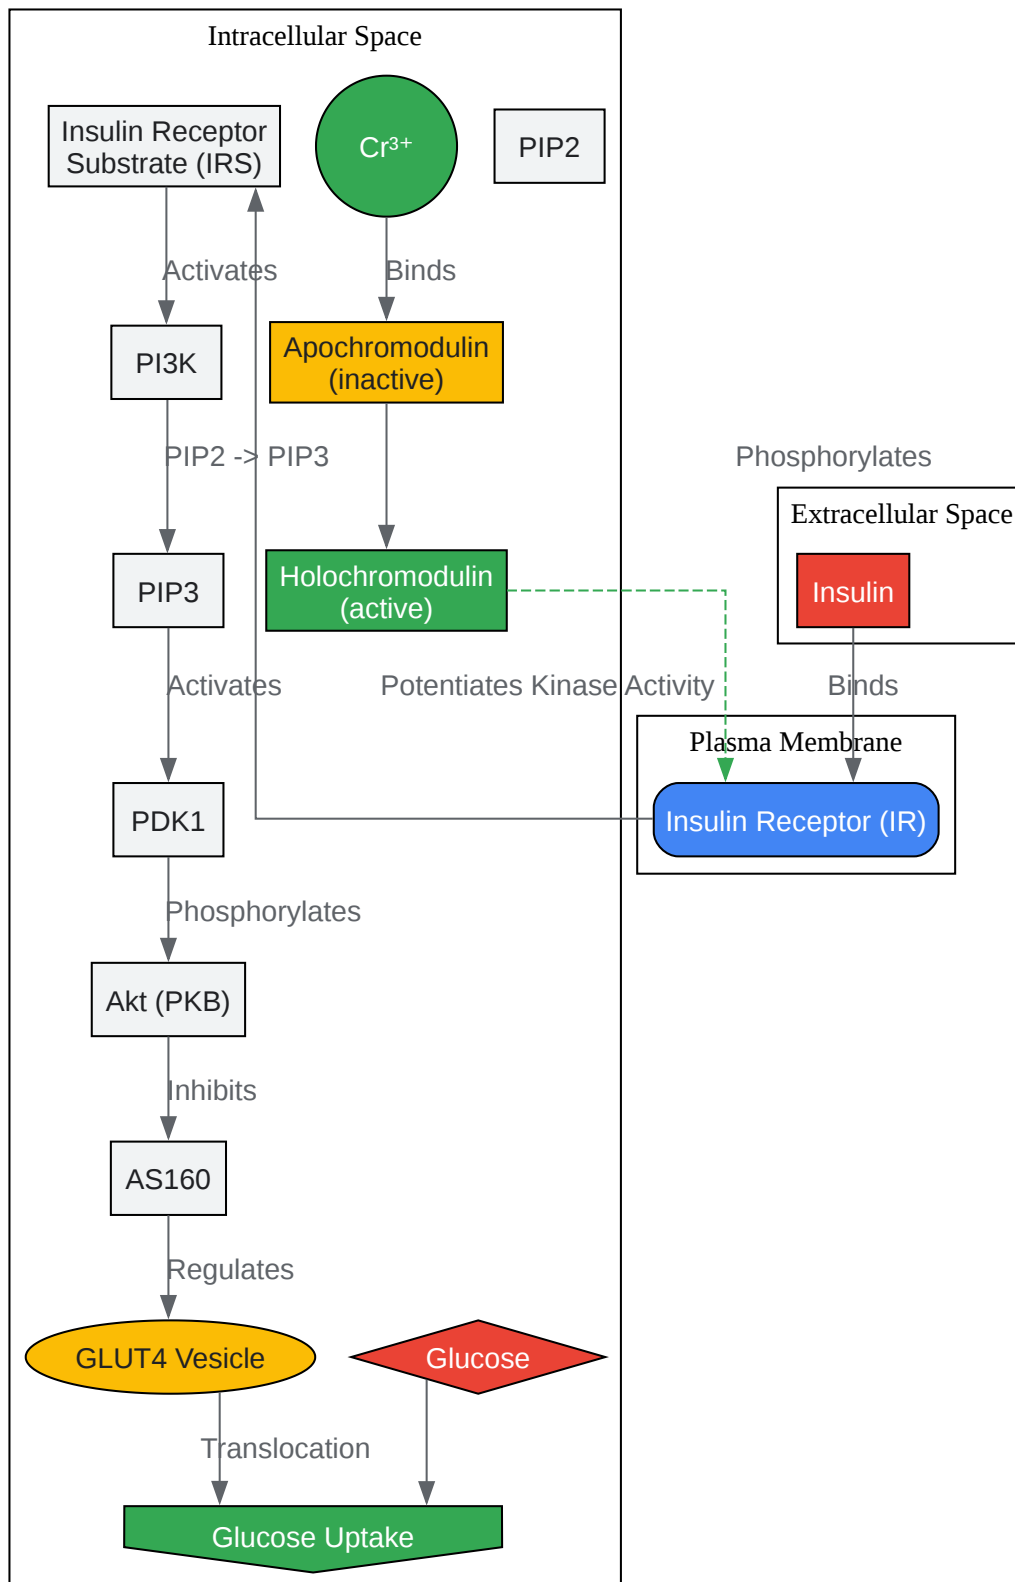 Intracellular Space
Insulin Receptor
Substrate (IRS)
Cr³⁺
PIP2
Activates
Binds
PI3K
Apochromodulin
(inactive)
PIP2 -> PIP3
Phosphorylates
Extracellular Space
PIP3
Holochromodulin
(active)
Insulin
Activates
Potentiates Kinase Activity
Binds
Plasma Membrane
PDK1
Insulin Receptor (IR)
Phosphorylates
Akt (PKB)
Inhibits
AS160
Regulates
GLUT4 Vesicle
Glucose
Translocation
Glucose Uptake